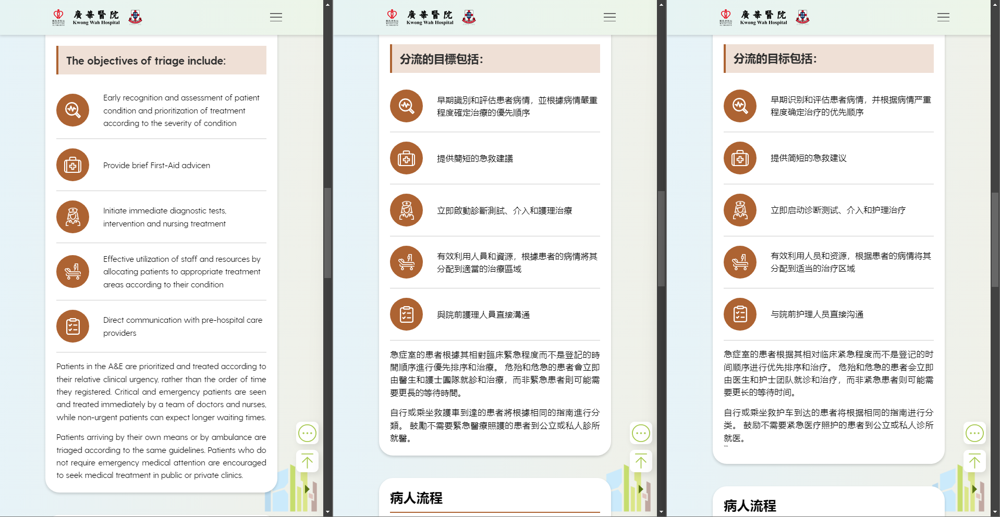 廣華醫院
Kwong Wah Hospital
The objectives of triage include:
Early recognition and assessment of patient
condition and prioritization of treatment
according to the severity of condition
Provide brief First-Aid advicen
Initiate immediate diagnostic tests,
intervention and nursing treatment
Effective utilization of staff and resources by
allocating patients to appropriate treatment
areas according to their condition
Direct communication with pre-hospital care
providers
Patients in the A&E are prioritized and treated according to
their relative clinical urgency, rather than the order of time
they registered. Critical and emergency patients are seen
and treated immediately by a team of doctors and nurses,
while non-urgent patients can expect longer waiting times.
Patients arriving by their own means or by ambulance are
triaged according to the same guidelines. Patients who do
not require emergency medical attention are encouraged
to seek medical treatment in public or private clinics.
廣華醫院
Kwong Wah Hospital
分流的目標包括：
早期識別和評估患者病情，並根據病情嚴重
程度確定治療的優先順序
提供簡短的急救建議
立即啟動診斷測試、介入和護理治療
有效利用人員和資源，根據患者的病情將其
分配到適當的治療區域
與院前護理人員直接溝通
急症室的患者根據其相對臨床緊急程度而不是登記的時
間順序進行優先排序和治療。 危殆和危急的患者會立即
由醫生和護士團隊就診和治療，而非緊急患者則可能需
要更長的等待時間。
自行或乘坐救護車到達的患者將根據相同的指南進行分
類。 鼓勵不需要緊急醫療照護的患者到公立或私人診所
就醫。
病人流程
廣華醫院
Kwong Wah Hospital
分流的目标包括：
早期识别和评估患者病情，并根据病情严重
程度确定治疗的优先顺序
提供简短的急救建议
立即启动诊断测试、介入和护理治疗
有效利用人员和资源，根据患者的病情将其
分配到适当的治疗区域
与院前护理人员直接沟通
急症室的患者根据其相对临床紧急程度而不是登记的时
间顺序进行优先排序和治疗。 危殆和危急的患者会立即
由医生和护士团队就诊和治疗，而非紧急患者则可能需
要更长的等待时间。
自行或乘坐救护车到达的患者将根据相同的指南进行分
类。 鼓励不需要紧急医疗照护的患者到公立或私人诊所
就医。
病人流程